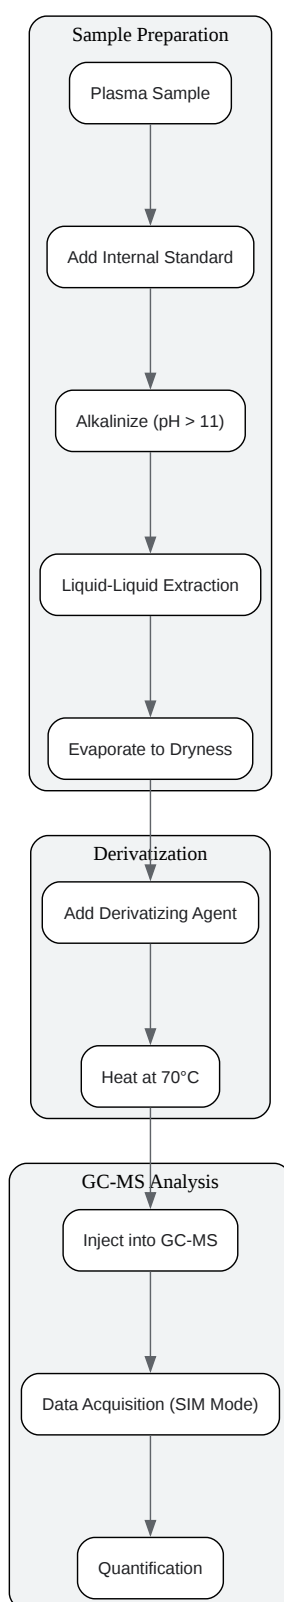 Sample Preparation
Plasma Sample
Add Internal Standard
Alkalinize (pH > 11)
Liquid-Liquid Extraction
Evaporate to Dryness
Derivatization
Add Derivatizing Agent
Heat at 70°C
GC-MS Analysis
Inject into GC-MS
Data Acquisition (SIM Mode)
Quantification